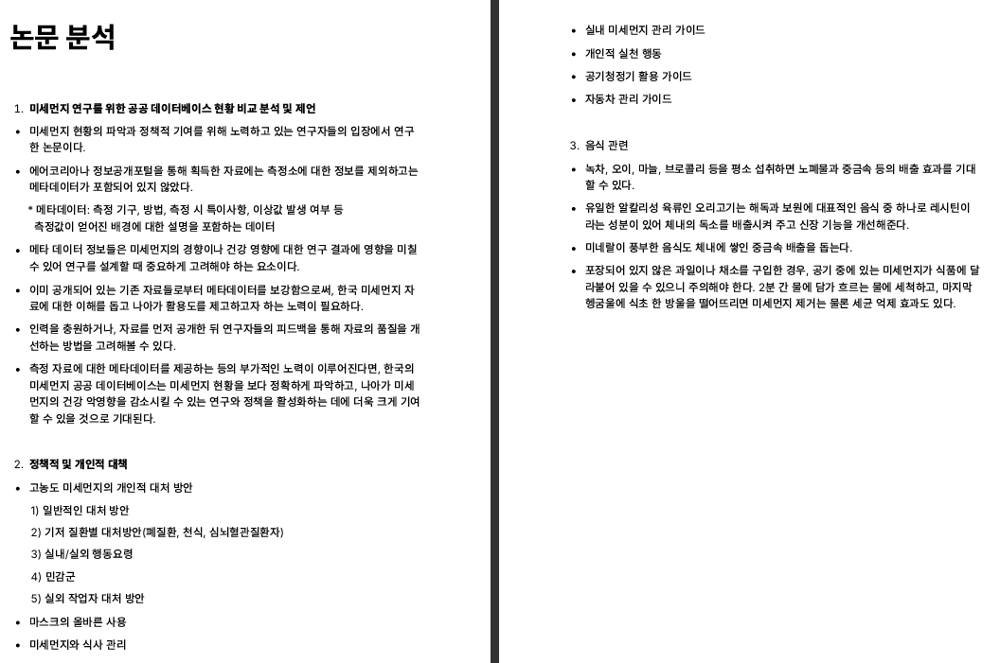 논문 분석
1. 미세먼지 연구를 위한 공공 데이터베이스 현황 비교 분석 및 제언
• 미세먼지 현황의 파악과 정책적 기여를 위해 노력하고 있는 연구자들의 입장에서 연구
한 논문이다.
• 에어코리아나 정보공개포털을 통해 획득한 자료에는 측정소에 대한 정보를 제외하고는
메타데이터가 포함되어 있지 않았다.
* 메타데이터: 측정 기구, 방법, 측정 시 특이사항, 이상값 발생 여부 등
측정값이 얻어진 배경에 대한 설명을 포함하는 데이터
• 메타 데이터 정보들은 미세먼지의 경향이나 건강 영향에 대한 연구 결과에 영향을 미칠
수 있어 연구를 설계할 때 중요하게 고려해야 하는 요소이다.
• 이미 공개되어 있는 기존 자료들로부터 메타데이터를 보강함으로써, 한국 미세먼지 자
료에 대한 이해를 돕고 나아가 활용도를 제고하고자 하는 노력이 필요하다.
• 인력을 충원하거나, 자료를 먼저 공개한 뒤 연구자들의 피드백을 통해 자료의 품질을 개
선하는 방법을 고려해볼 수 있다.
• 측정 자료에 대한 메타데이터를 제공하는 등의 부가적인 노력이 이루어진다면, 한국의
미세먼지 공공 데이터베이스는 미세먼지 현황을 보다 정확하게 파악하고, 나아가 미세
먼지의 건강 악영향을 감소시킬 수 있는 연구와 정책을 활성화하는 데에 더욱 크게 기여
할 수 있을 것으로 기대된다.
2. 정책적 및 개인적 대책
• 고농도 미세먼지의 개인적 대처 방안
1) 일반적인 대처 방안
2) 기저 질환별 대처방안(폐질환, 천식, 심뇌혈관질환자)
3) 실내/실외 행동요령
4) 민감군
5) 실외 작업자 대처 방안
• 마스크의 올바른 사용
• 미세먼지와 식사 관리
• 실내 미세먼지 관리 가이드
• 개인적 실천 행동
• 공기청정기 활용 가이드
• 자동차 관리 가이드
3. 음식 관련
• 녹차, 오이, 마늘, 브로콜리 등을 평소 섭취하면 노폐물과 중금속 등의 배출 효과를 기대
할 수 있다.
• 유일한 알칼리성 육류인 오리고기는 해독과 보원에 대표적인 음식 중 하나로 레시틴이
라는 성분이 있어 체내의 독소를 배출시켜 주고 신장 기능을 개선해준다.
• 미네랄이 풍부한 음식도 체내에 쌓인 중금속 배출을 돕는다.
• 포장되어 있지 않은 과일이나 채소를 구입한 경우, 공기 중에 있는 미세먼지가 식품에 달
라붙어 있을 수 있으니 주의해야 한다. 2분 간 물에 담가 흐르는 물에 세척하고, 마지막
헹굼물에 식초 한 방울을 떨어뜨리면 미세먼지 제거는 물론 세균 억제 효과도 있다.